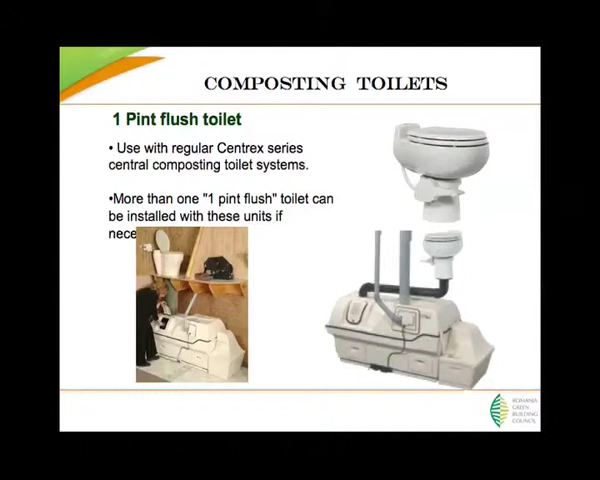 COMPOSTING TOILETS
1 Pint flush toilet
• Use with regular Centrex series
central composting toilet systems.
•More than one "1 pint flush" toilet can
be installed with these units if
nece
ROMANIA
GREEN
BUILDING
COUNCIL